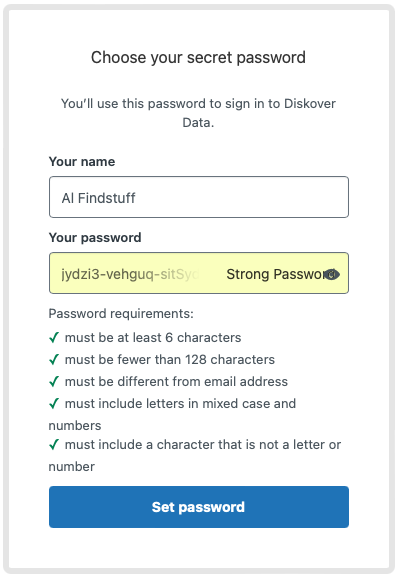 Choose your secret password
You’ll use this password to sign in to Diskover
Data.
Your name
Al Findstuff
Your password
jydzi3-vehguq-sitSyd Strong Password
Password requirements:
✓ must be at least 6 characters
✓ must be fewer than 128 characters
✓ must be different from email address
✓ must include letters in mixed case and
numbers
✓ must include a character that is not a letter or
number
Set password